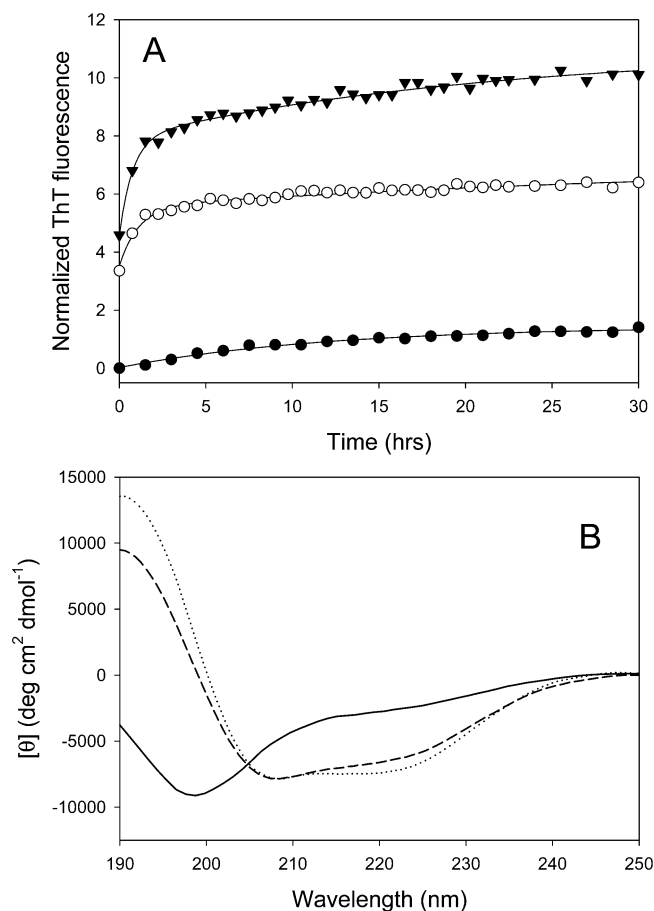 A
12
10
8
6
4
2
0
Normalized ThT fluorescence
0 5 10 15 20 25 30
Time (hrs)
B
15000
10000
5000
0
-5000
-10000
[θ] (deg cm² dmol⁻¹)
190 200 210 220 230 240 250
Wavelength (nm)